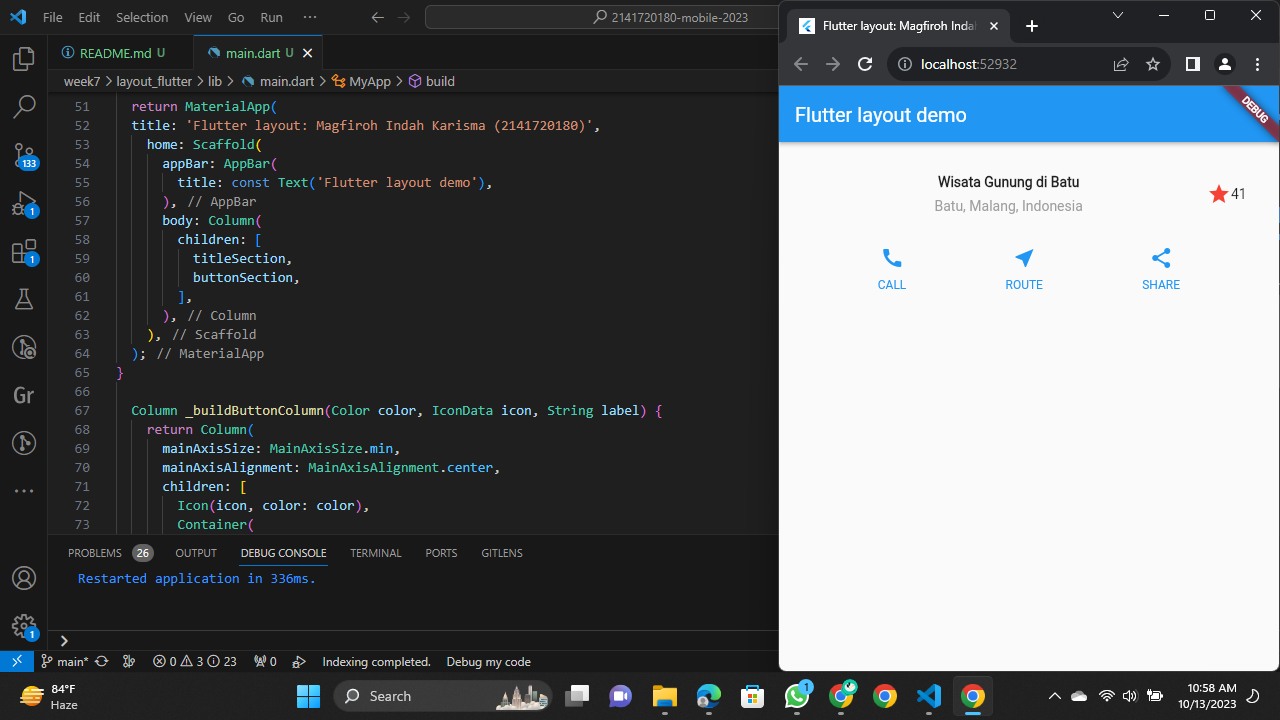 File Edit Selection View Go Run ···
2141720180-mobile-2023
README.md U main.dart U
week7 > layout_flutter > lib > main.dart > MyApp > build
51 return MaterialApp(
52 title: 'Flutter layout: Magfiroh Indah Karisma (2141720180)',
53 home: Scaffold(
54 appBar: AppBar(
55 title: const Text('Flutter layout demo'),
56 ), // AppBar
57 body: Column(
58 children: [
59 titleSection,
60 buttonSection,
61 ],
62 ), // Column
63 ), // Scaffold
64 ); // MaterialApp
65 }
66
67 Column _buildButtonColumn(Color color, IconData icon, String label) {
68 return Column(
69 mainAxisSize: MainAxisSize.min,
70 mainAxisAlignment: MainAxisAlignment.center,
71 children: [
72 Icon(icon, color: color),
73 Container(
133
1
1
Gr
1
PROBLEMS 26 OUTPUT DEBUG CONSOLE TERMINAL PORTS GITLENS
Restarted application in 336ms.
main* 0 3 23 0 Indexing completed. Debug my code
Flutter layout: Magfiroh Indah
localhost:52932
Flutter layout demo
DEBUG
Wisata Gunung di Batu
Batu, Malang, Indonesia
41
CALL ROUTE SHARE
84°F
Haze
Search
1
10:58 AM
10/13/2023